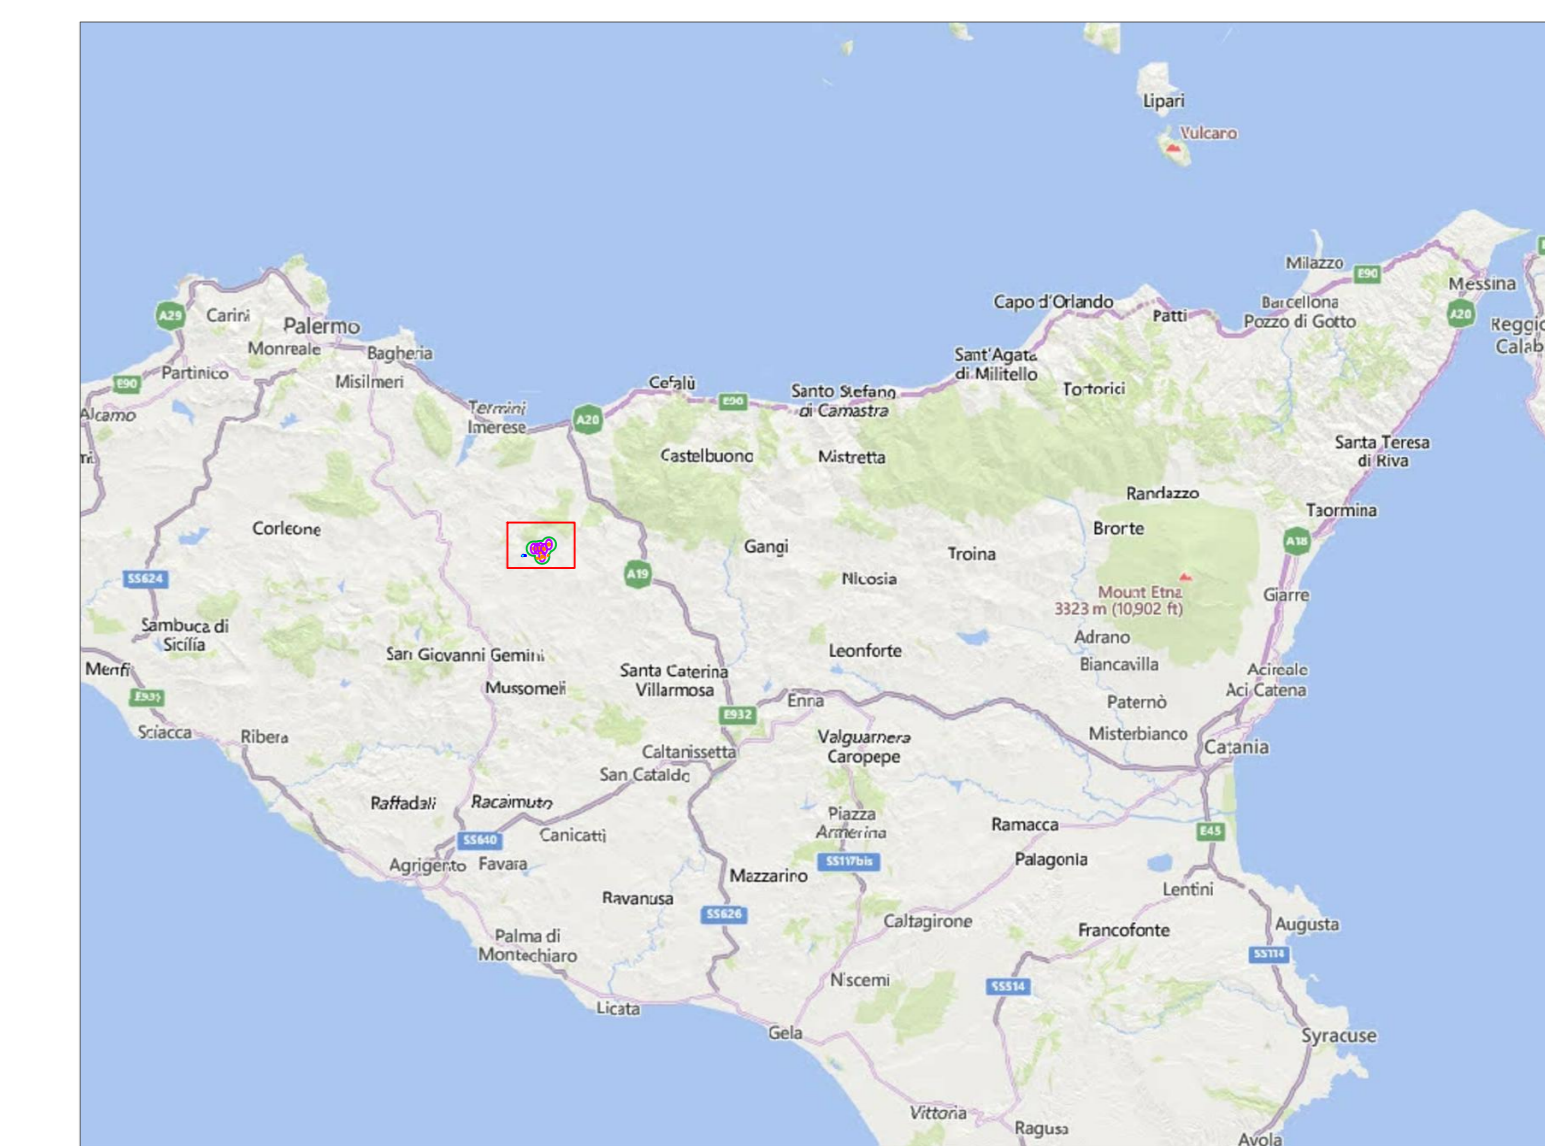 Lipari
Vulcano
Milazzo
E90
Messina
A29
Carini
Palermo
Capo d'Orlando
Patti
Barcellona
Pozzo di Gotto
A20
Reggio
Calab
Monreale
Bagheria
Sant'Agata
di Militello
Partinico
Misilmeri
E90
Cefalù
Santo Stefano
di Camastra
E90
Tortorici
Alcamo
Termini
Imerese
A20
Santa Teresa
di Riva
Castelbuono
Mistretta
Randazzo
Taormina
Corleone
Bronte
A18
Gangi
Troina
SS624
A19
Nicosia
Mount Etna
3323 m (10,902 ft)
Giarre
Sambuca di
Sicilia
Adrano
San Giovanni Gemini
Leonforte
Biancavilla
Menfi
Santa Caterina
Villarmosa
Acireale
Aci Catena
Mussomeli
Enna
Paternò
E932
Sciacca
Ribera
Misterbianco
Valguarnera
Caropepe
Catania
Caltanissetta
San Cataldo
Raffadali
Racalmuto
Piazza
Armerina
Ramacca
E45
SS640
Canicattì
Agrigento
Favara
SS117bis
Palagonia
Mazzarino
Lentini
Ravanusa
SS626
Caltagirone
Francofonte
Augusta
Palma di
Montechiaro
SS114
Niscemi
SS514
Licata
Gela
Syracuse
Vittoria
Ragusa
Avola